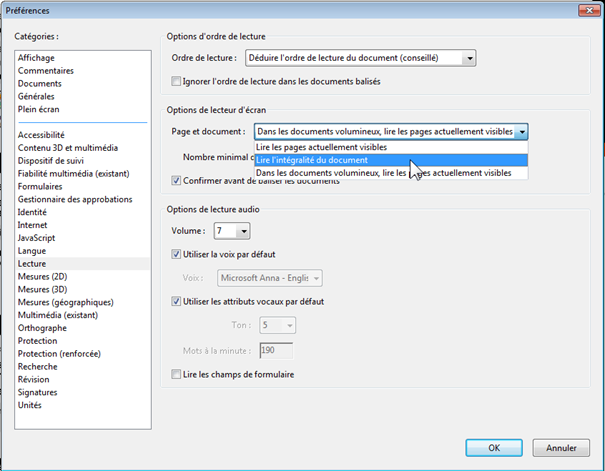 Préférences
Catégories :
Affichage
Commentaires
Documents
Générales
Plein écran
Accessibilité
Contenu 3D et multimédia
Dispositif de suivi
Fiabilité multimédia (existant)
Formulaires
Gestionnaire des approbations
Identité
Internet
JavaScript
Langue
Lecture
Mesures (2D)
Mesures (3D)
Mesures (géographiques)
Multimédia (existant)
Orthographe
Protection
Protection (renforcée)
Recherche
Révision
Signatures
Unités
Options d'ordre de lecture
Ordre de lecture : Déduire l'ordre de lecture du document (conseillé)
Ignorer l'ordre de lecture dans les documents balisés
Options de lecteur d'écran
Page et document : Dans les documents volumineux, lire les pages actuellement visibles
Lire les pages actuellement visibles
Nombre minimal
Lire l'intégralité du document
Dans les documents volumineux, lire les pages actuellement visibles
Confirmer avant de baliser les documents
Options de lecture audio
Volume : 7
Utiliser la voix par défaut
Voix : Microsoft Anna - Englis
Utiliser les attributs vocaux par défaut
Ton : 5
Mots à la minute : 190
Lire les champs de formulaire
OK
Annuler